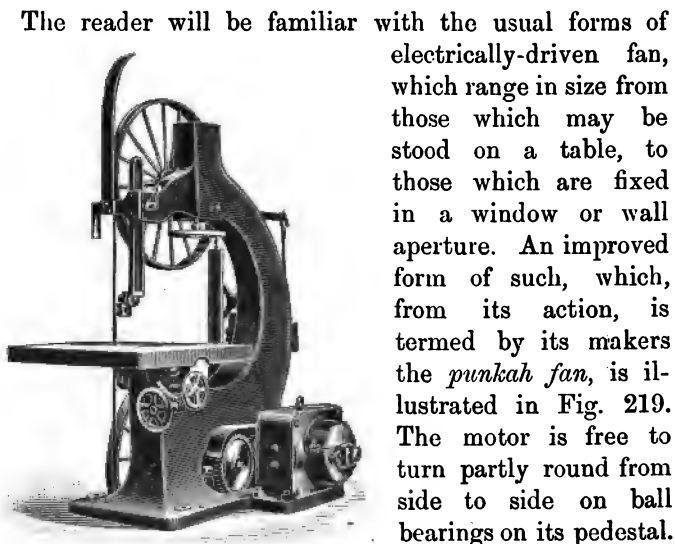 The reader will be familiar with the usual forms of
electrically-driven fan,
which range in size from
those which may be
stood on a table, to
those which are fixed
in a window or wall
aperture. An improved
form of such, which,
from its action, is
termed by its makers
the punkah fan, is il-
lustrated in Fig. 219.
The motor is free to
turn partly round from
side to side on ball
bearings on its pedestal.